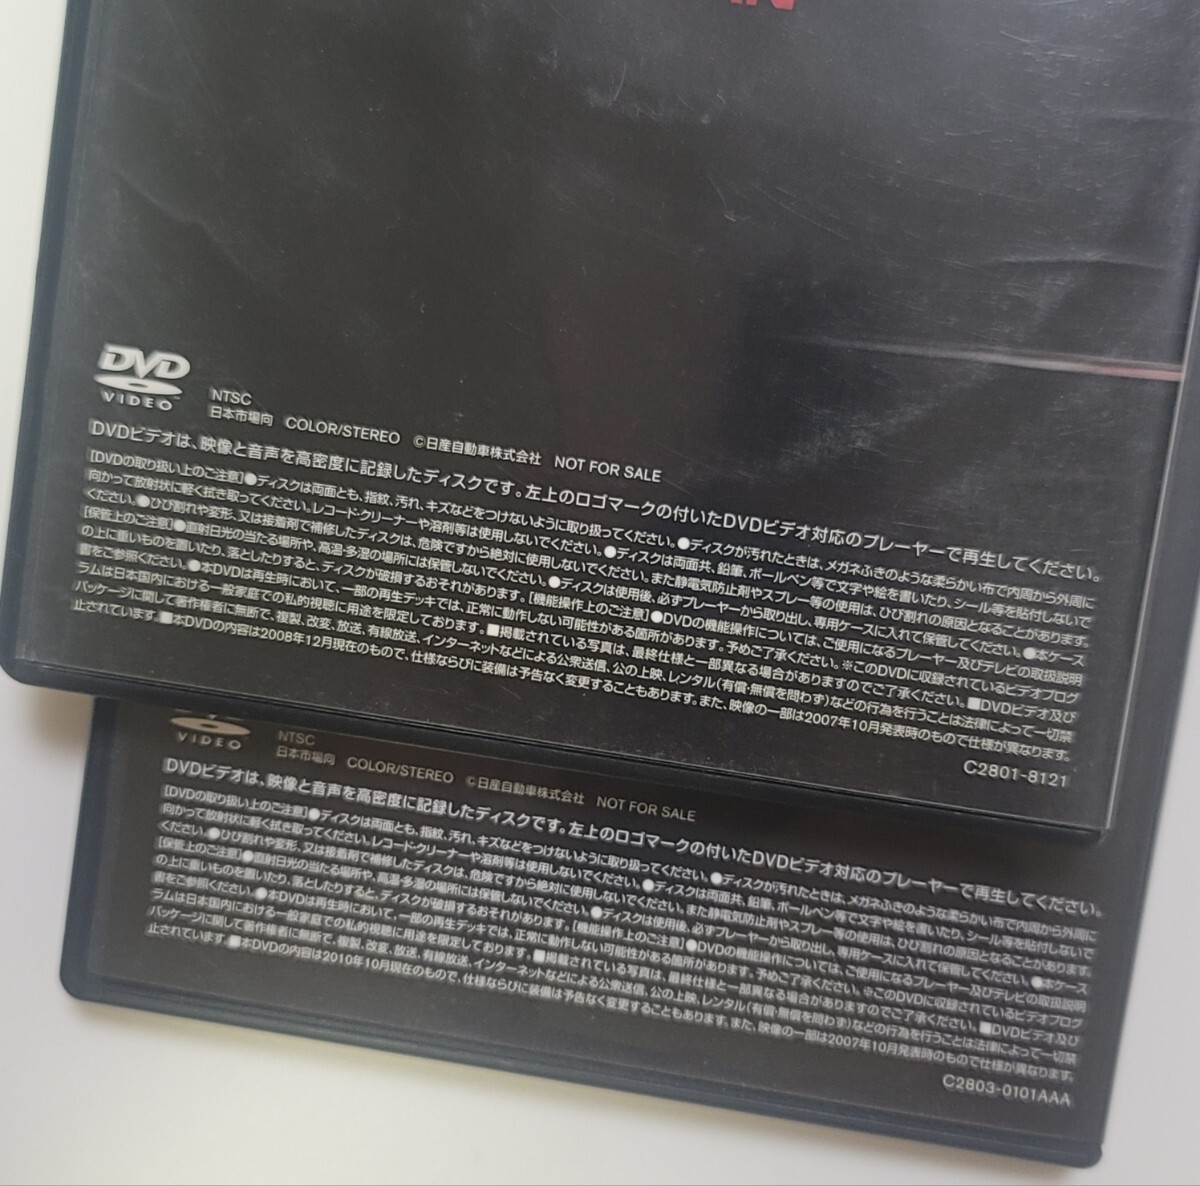 DVD
VIDEO
NTSC
日本市場向 COLOR/STEREO ©日産自動車株式会社 NOT FOR SALE
DVDビデオは、映像と音声を高密度に記録したディスクです。左上のロゴマークの付いたDVDビデオ対応のプレーヤーで再生してください。
[DVDの取り扱い上のご注意]●ディスクは両面とも、指紋、汚れ、キズなどをつけないように取り扱ってください。●ディスクが汚れたときは、メガネふきのような柔らかい布で内周から外周に
向かって放射状に軽く拭き取ってください。レコード・クリーナーや溶剤等は使用しないでください。●ディスクは両面共、鉛筆、ボールペン等で文字や絵を書いたり、シール等を貼付しないで
ください。●ひび割れや変形、又は接着剤で補修したディスクは、危険ですから絶対に使用しないでください。また静電気防止剤やスプレー等の使用は、ひび割れの原因となることがあります。
[保管上のご注意]●直射日光の当たる場所や、高温・多湿の場所には保管しないでください。●ディスクは使用後、必ずプレーヤーから取り出し、専用ケースに入れて保管してください。●本ケース
の上に重いものを置いたり、落としたりすると、ディスクが破損するおそれがあります。[機能操作上のご注意]●DVDの機能操作については、ご使用になるプレーヤー及びテレビの取扱説明
書をご参照ください。●本DVDは再生時において、一部の再生デッキでは、正常に動作しない可能性がある箇所があります。予めご了承ください。※このDVDに収録されているビデオプログ
ラムは日本国内における一般家庭での私的視聴に用途を限定しております。■掲載されている写真は、最終仕様と一部異なる場合がありますのでご了承ください。■DVDビデオ及び
パッケージに関して著作権者に無断で、複製、改変、放送、有線放送、インターネットなどによる公衆送信、公の上映、レンタル(有償・無償を問わず)などの行為を行うことは法律によって一切禁
止されています。■本DVDの内容は2008年12月現在のもので、仕様ならびに装備は予告なく変更することもあります。また、映像の一部は2007年10月発表時のもので仕様が異なります。
C2801-8121
VIDEO
NTSC
日本市場向 COLOR/STEREO ©日産自動車株式会社 NOT FOR SALE
DVDビデオは、映像と音声を高密度に記録したディスクです。左上のロゴマークの付いたDVDビデオ対応のプレーヤーで再生してください。
[DVDの取り扱い上のご注意]●ディスクは両面とも、指紋、汚れ、キズなどをつけないように取り扱ってください。●ディスクが汚れたときは、メガネふきのような柔らかい布で内周から外周に
向かって放射状に軽く拭き取ってください。レコード・クリーナーや溶剤等は使用しないでください。●ディスクは両面共、鉛筆、ボールペン等で文字や絵を書いたり、シール等を貼付しないで
ください。●ひび割れや変形、又は接着剤で補修したディスクは、危険ですから絶対に使用しないでください。また静電気防止剤やスプレー等の使用は、ひび割れの原因となることがあります。
[保管上のご注意]●直射日光の当たる場所や、高温・多湿の場所には保管しないでください。●ディスクは使用後、必ずプレーヤーから取り出し、専用ケースに入れて保管してください。●本ケース
の上に重いものを置いたり、落としたりすると、ディスクが破損するおそれがあります。[機能操作上のご注意]●DVDの機能操作については、ご使用になるプレーヤー及びテレビの取扱説明
書をご参照ください。●本DVDは再生時において、一部の再生デッキでは、正常に動作しない可能性がある箇所があります。予めご了承ください。※このDVDに収録されているビデオプログ
ラムは日本国内における一般家庭での私的視聴に用途を限定しております。■掲載されている写真は、最終仕様と一部異なる場合がありますのでご了承ください。■DVDビデオ及び
パッケージに関して著作権者に無断で、複製、改変、放送、有線放送、インターネットなどによる公衆送信、公の上映、レンタル(有償・無償を問わず)などの行為を行うことは法律によって一切禁
止されています。■本DVDの内容は2010年10月現在のもので、仕様ならびに装備は予告なく変更することもあります。また、映像の一部は2007年10月発表時のもので仕様が異なります。
C2803-0101AAA